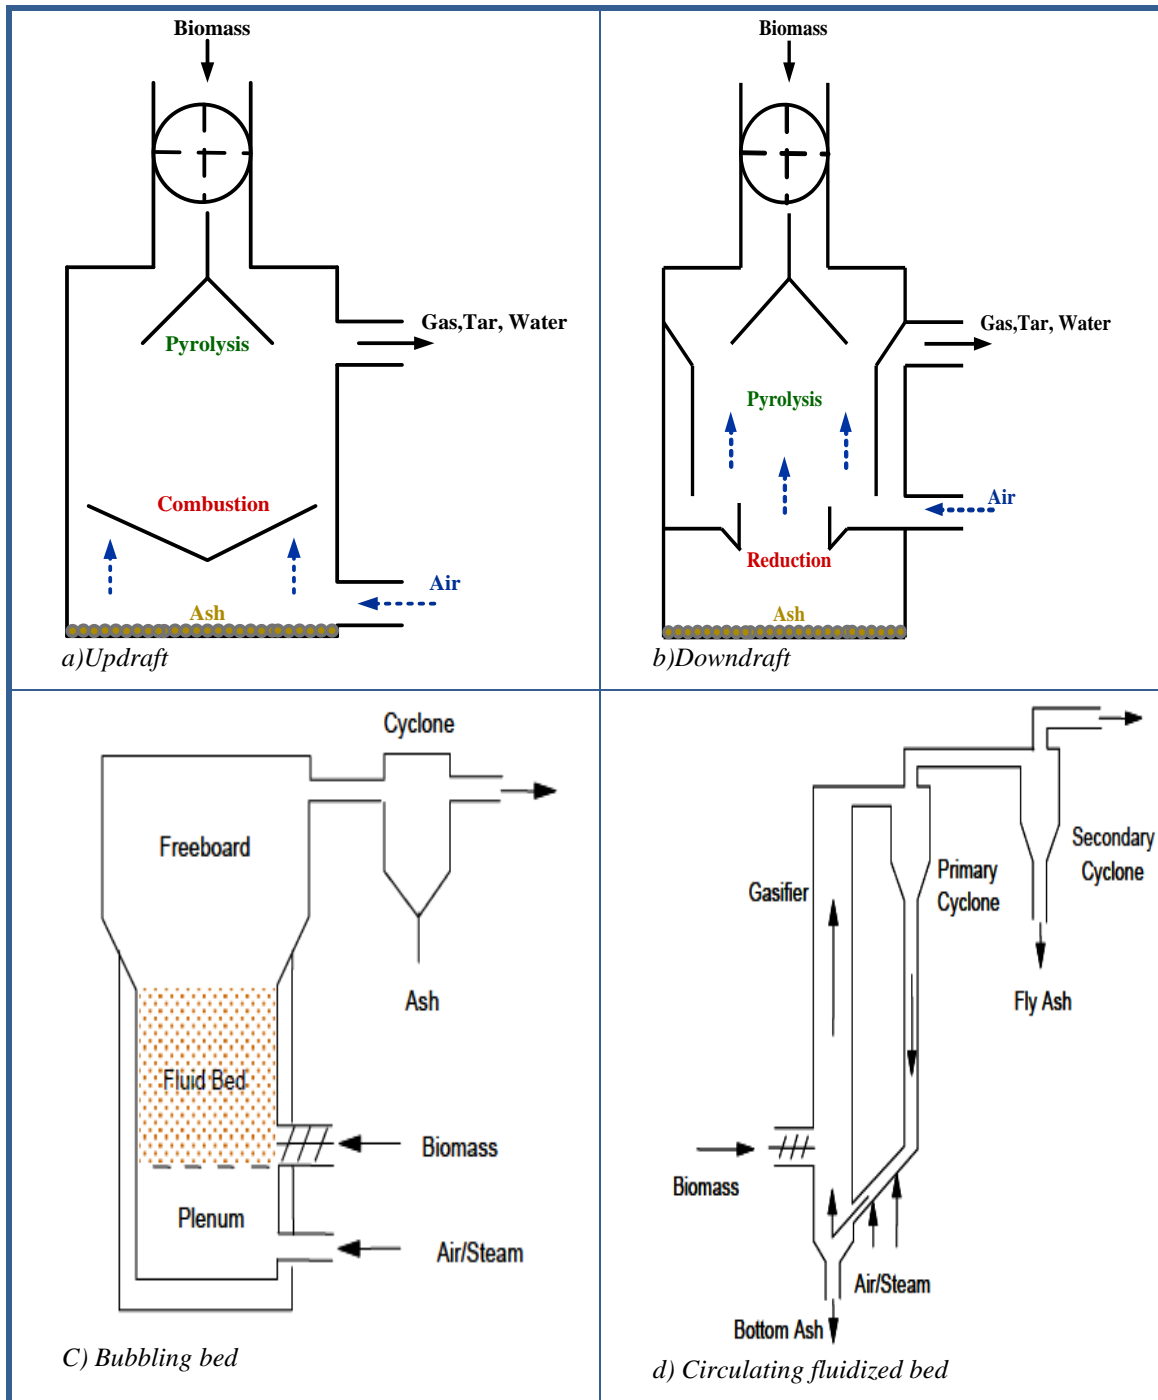 Biomass
Gas,Tar, Water
Pyrolysis
Combustion
Air
Ash
a)Updraft
Biomass
Gas,Tar, Water
Pyrolysis
Air
Reduction
Ash
b)Downdraft
Cyclone
Freeboard
Ash
Fluid Bed
Biomass
Plenum
Air/Steam
C) Bubbling bed
Secondary
Cyclone
Primary
Cyclone
Gasifier
Fly Ash
Biomass
Air/Steam
Bottom Ash
d) Circulating fluidized bed